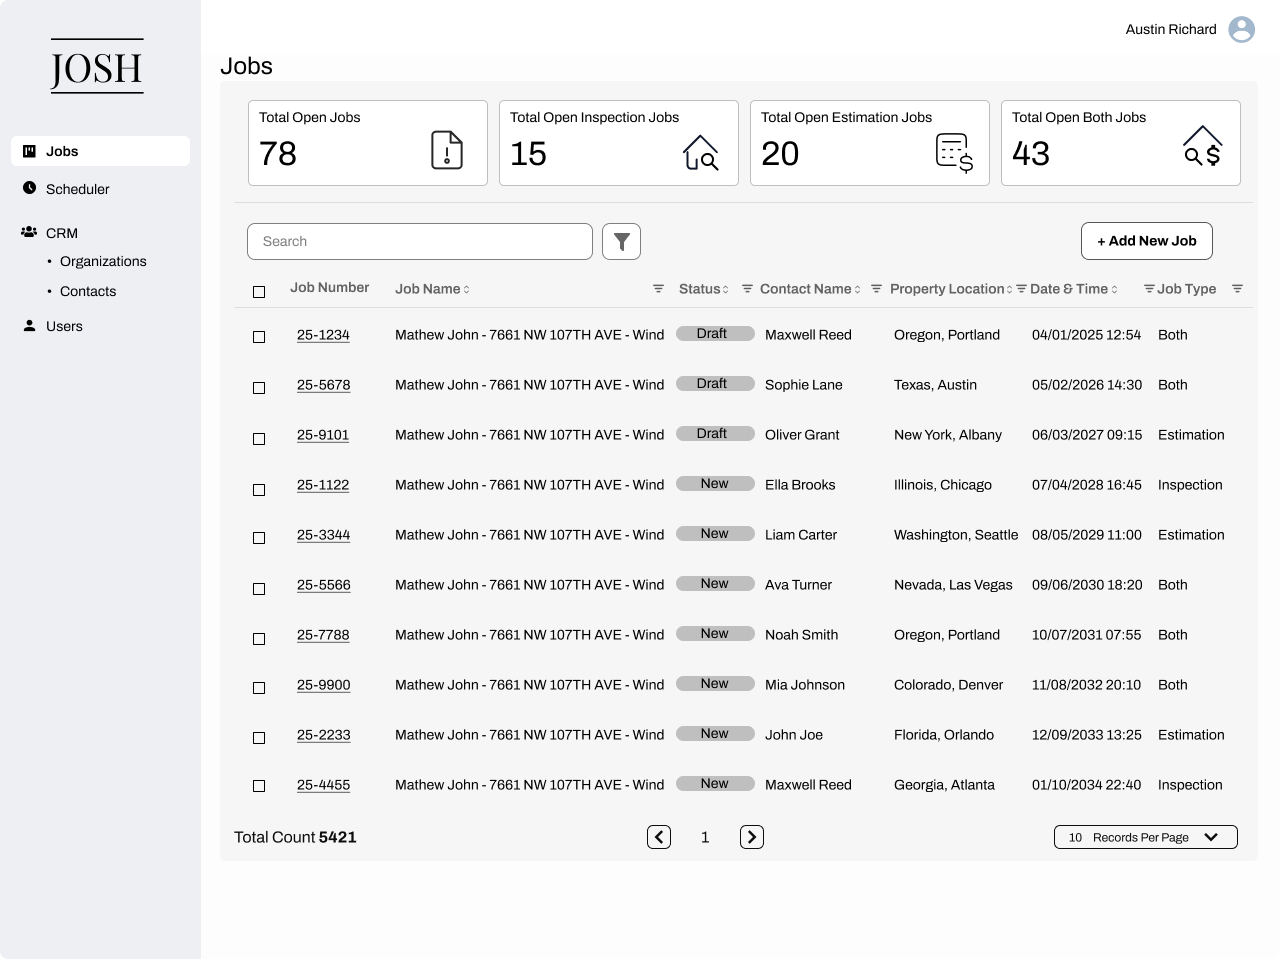 Austin Richard
JOSH
Jobs
Jobs
Scheduler
CRM
• Organizations
• Contacts
Users
Total Open Jobs
78
Total Open Inspection Jobs
15
Total Open Estimation Jobs
20
Total Open Both Jobs
43
Search
+ Add New Job
Job Number Job Name Status Contact Name Property Location Date & Time Job Type
25-1234 Mathew John - 7661 NW 107TH AVE - Wind Draft Maxwell Reed Oregon, Portland 04/01/2025 12:54 Both
25-5678 Mathew John - 7661 NW 107TH AVE - Wind Draft Sophie Lane Texas, Austin 05/02/2026 14:30 Both
25-9101 Mathew John - 7661 NW 107TH AVE - Wind Draft Oliver Grant New York, Albany 06/03/2027 09:15 Estimation
25-1122 Mathew John - 7661 NW 107TH AVE - Wind New Ella Brooks Illinois, Chicago 07/04/2028 16:45 Inspection
25-3344 Mathew John - 7661 NW 107TH AVE - Wind New Liam Carter Washington, Seattle 08/05/2029 11:00 Estimation
25-5566 Mathew John - 7661 NW 107TH AVE - Wind New Ava Turner Nevada, Las Vegas 09/06/2030 18:20 Both
25-7788 Mathew John - 7661 NW 107TH AVE - Wind New Noah Smith Oregon, Portland 10/07/2031 07:55 Both
25-9900 Mathew John - 7661 NW 107TH AVE - Wind New Mia Johnson Colorado, Denver 11/08/2032 20:10 Both
25-2233 Mathew John - 7661 NW 107TH AVE - Wind New John Joe Florida, Orlando 12/09/2033 13:25 Estimation
25-4455 Mathew John - 7661 NW 107TH AVE - Wind New Maxwell Reed Georgia, Atlanta 01/10/2034 22:40 Inspection
Total Count 5421
1
10 Records Per Page